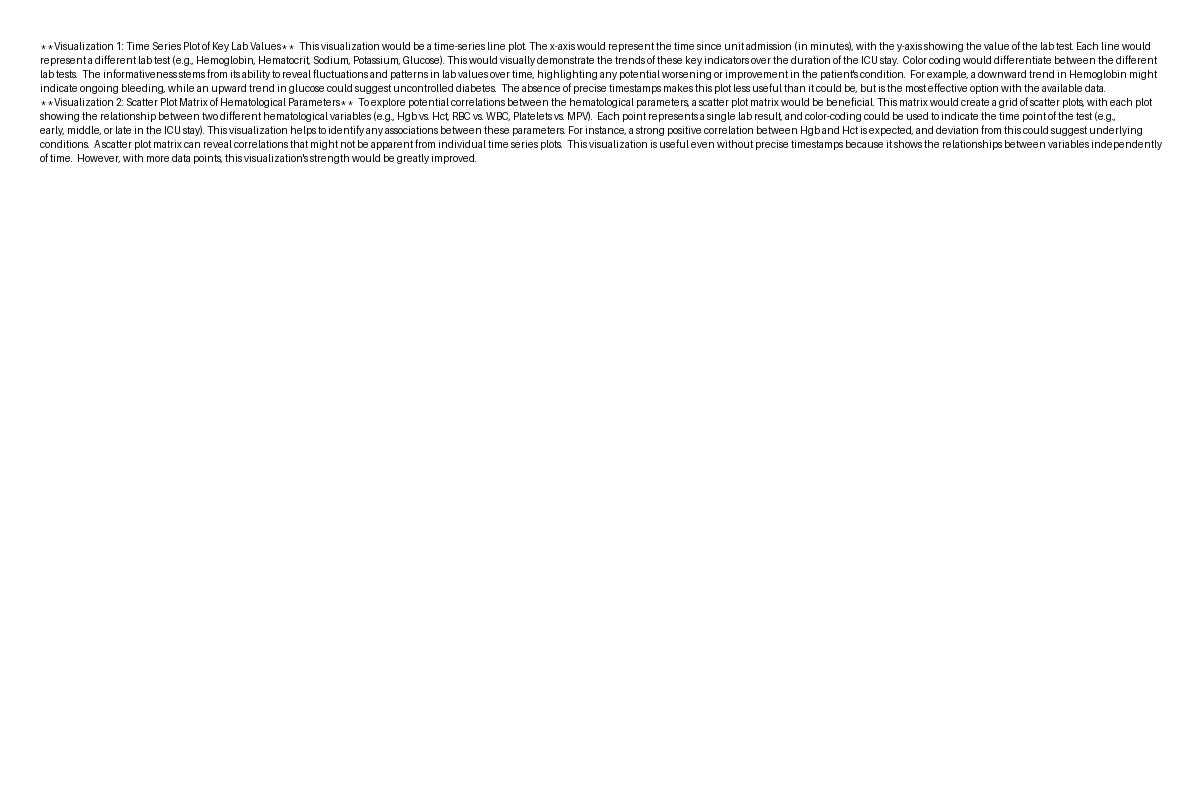 **Visualization 1: Time Series Plot of Key Lab Values** This visualization would be a time-series line plot. The x-axis would represent the time since unit admission (in minutes), with the y-axis showing the value of the lab test. Each line would
represent a different lab test (e.g., Hemoglobin, Hematocrit, Sodium, Potassium, Glucose). This would visually demonstrate the trends of these key indicators over the duration of the ICU stay. Color coding would differentiate between the different
lab tests. The informativeness stems from its ability to reveal fluctuations and patterns in lab values over time, highlighting any potential worsening or improvement in the patient's condition. For example, a downward trend in Hemoglobin might
indicate ongoing bleeding, while an upward trend in glucose could suggest uncontrolled diabetes. The absence of precise timestamps makes this plot less useful than it could be, but is the most effective option with the available data.
**Visualization 2: Scatter Plot Matrix of Hematological Parameters** To explore potential correlations between the hematological parameters, a scatter plot matrix would be beneficial. This matrix would create a grid of scatter plots, with each plot
showing the relationship between two different hematological variables (e.g., Hgb vs. Hct, RBC vs. WBC, Platelets vs. MPV). Each point represents a single lab result, and color-coding could be used to indicate the time point of the test (e.g.,
early, middle, or late in the ICU stay). This visualization helps to identify any associations between these parameters. For instance, a strong positive correlation between Hgb and Hct is expected, and deviation from this could suggest underlying
conditions. A scatter plot matrix can reveal correlations that might not be apparent from individual time series plots. This visualization is useful even without precise timestamps because it shows the relationships between variables independently
of time. However, with more data points, this visualization's strength would be greatly improved.